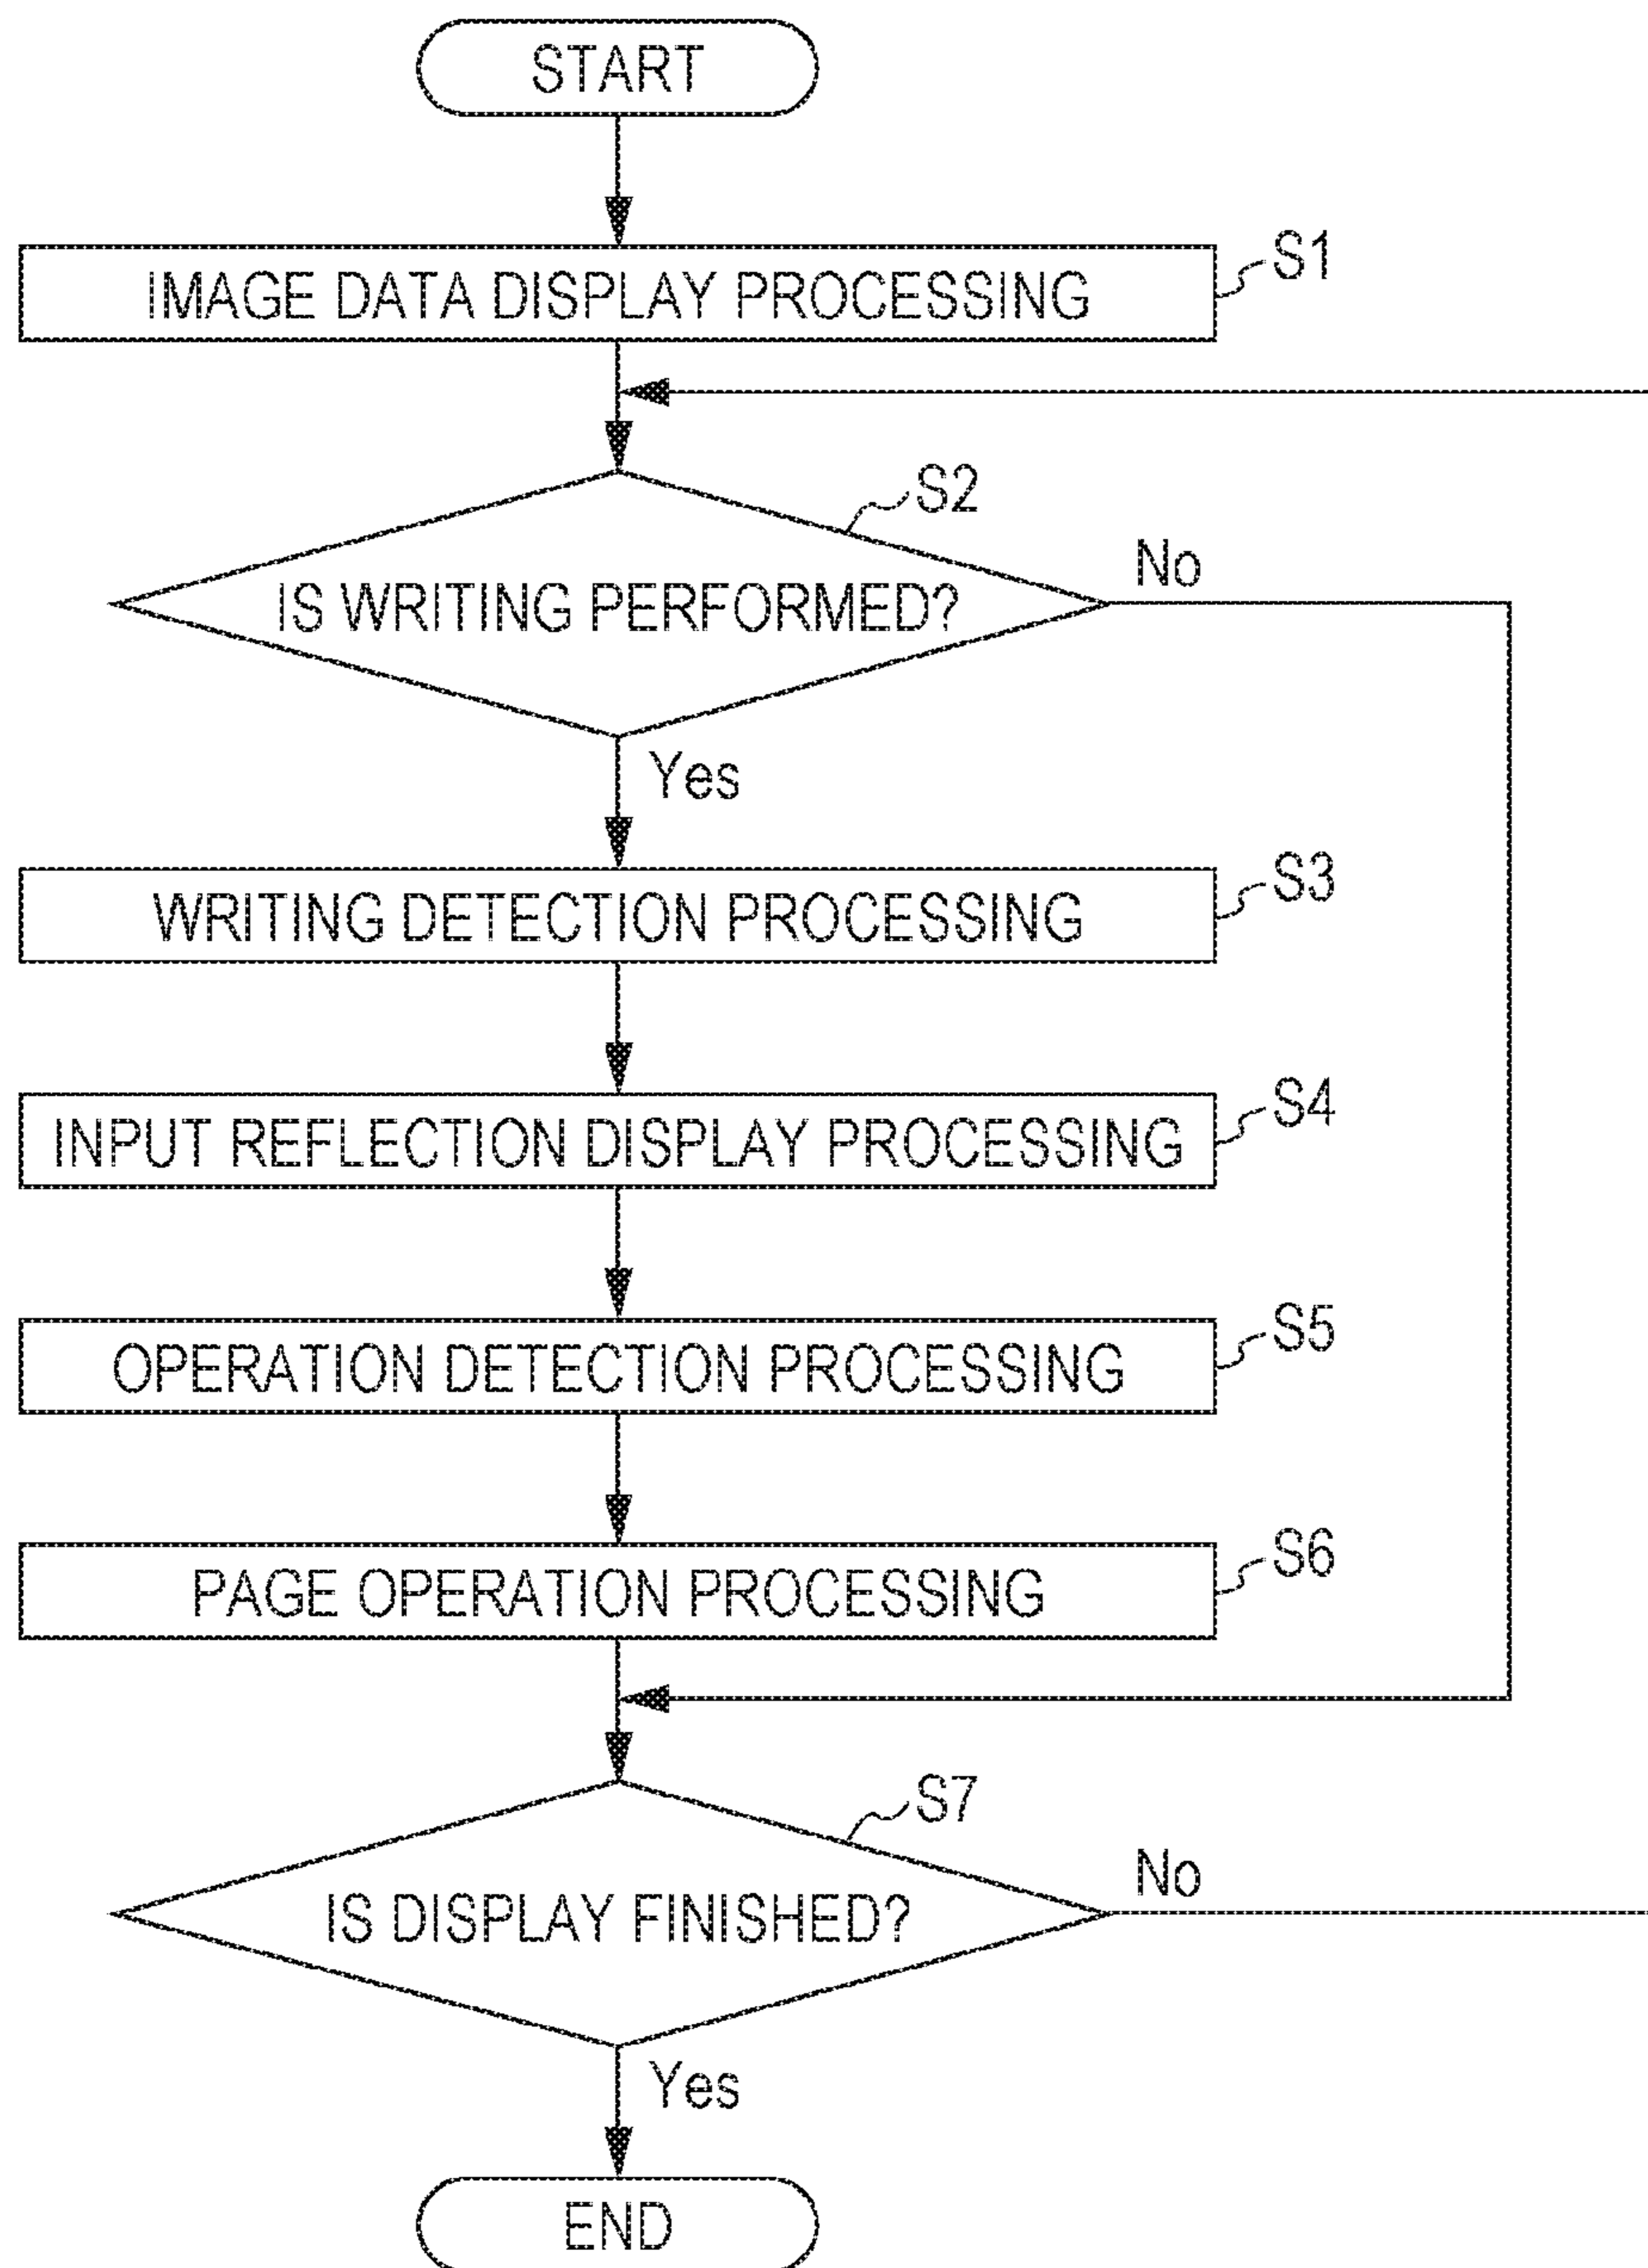 START
IMAGE DATA DISPLAY PROCESSING
S1
S2
IS WRITING PERFORMED?
No
Yes
WRITING DETECTION PROCESSING
S3
INPUT REFLECTION DISPLAY PROCESSING
S4
OPERATION DETECTION PROCESSING
S5
PAGE OPERATION PROCESSING
S6
S7
IS DISPLAY FINISHED?
No
Yes
END